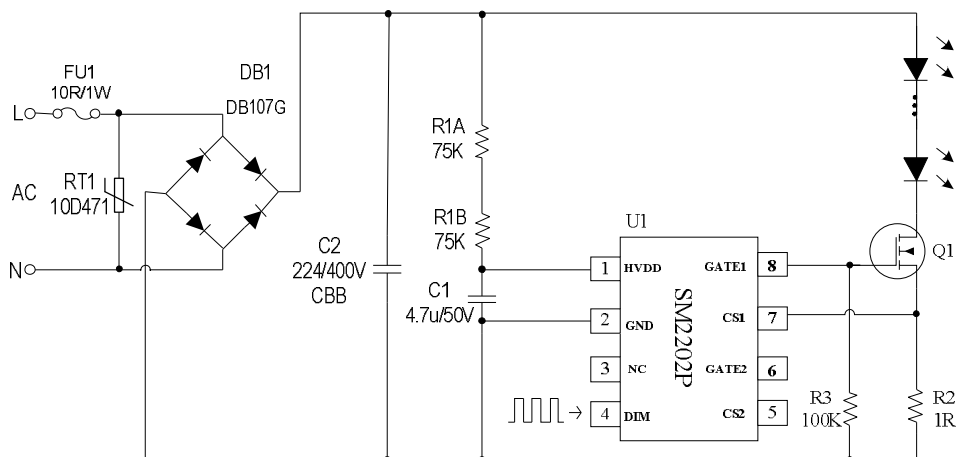 FU1
10R/1W
L
DB1
DB107G
AC
RT1
10D471
N
C2
224/400V
CBB
R1A
75K
R1B
75K
C1
4.7u/50V
U1
SM2202P
1 HVDD
2 GND
3 NC
4 DIM
GATE1 8
CS1 7
GATE2 6
CS2 5
Q1
R3
100K
R2
1R